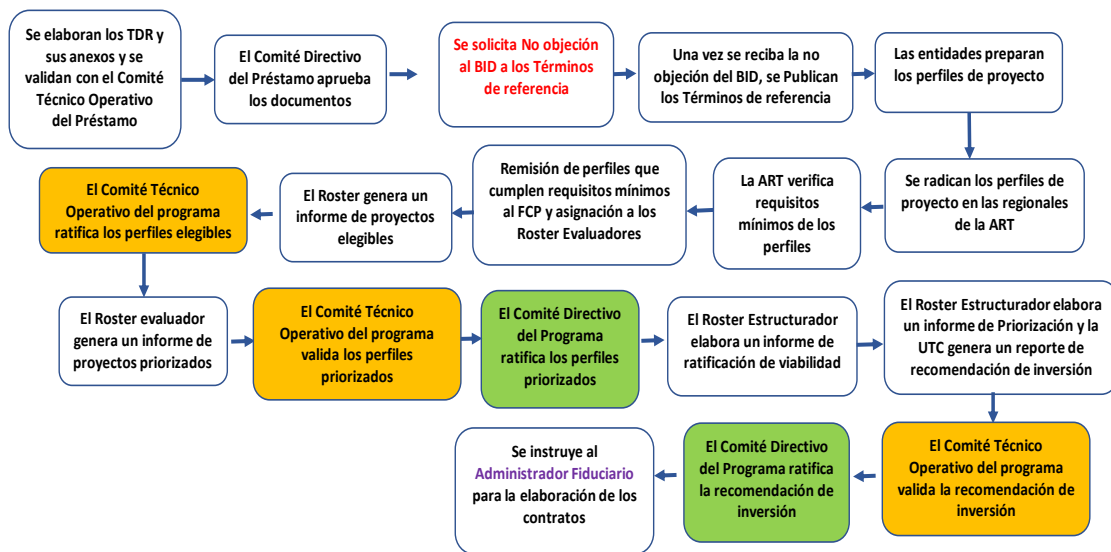 Se elaboran los TDR y
sus anexos y se
validan con el Comité
Técnico Operativo
del Préstamo
El Comité Directivo
del Préstamo aprueba
los documentos
Se solicita No objeción
al BID a los Términos
de referencia
Una vez se reciba la no
objeción del BID, se Publican
los Términos de referencia
Las entidades preparan
los perfiles de proyecto
Se radican los perfiles de
proyecto en las regionales
de la ART
La ART verifica
requisitos
mínimos de los
perfiles
Remisión de perfiles que
cumplen requisitos mínimos
al FCP y asignación a los
Roster Evaluadores
El Roster genera un
informe de proyectos
elegibles
El Comité Técnico
Operativo del programa
ratifica los perfiles elegibles
El Roster evaluador
genera un informe de
proyectos priorizados
El Comité Técnico
Operativo del programa
valida los perfiles
priorizados
El Comité Directivo
del Programa
ratifica los perfiles
priorizados
El Roster Estructurador
elabora un informe de
ratificación de viabilidad
El Roster Estructurador elabora
un informe de Priorización y la
UTC genera un reporte de
recomendación de inversión
El Comité Técnico
Operativo del programa
valida la recomendación de
inversión
El Comité Directivo
del Programa ratifica
la recomendación de
inversión
Se instruye al
Administrador Fiduciario
para la elaboración de los
contratos